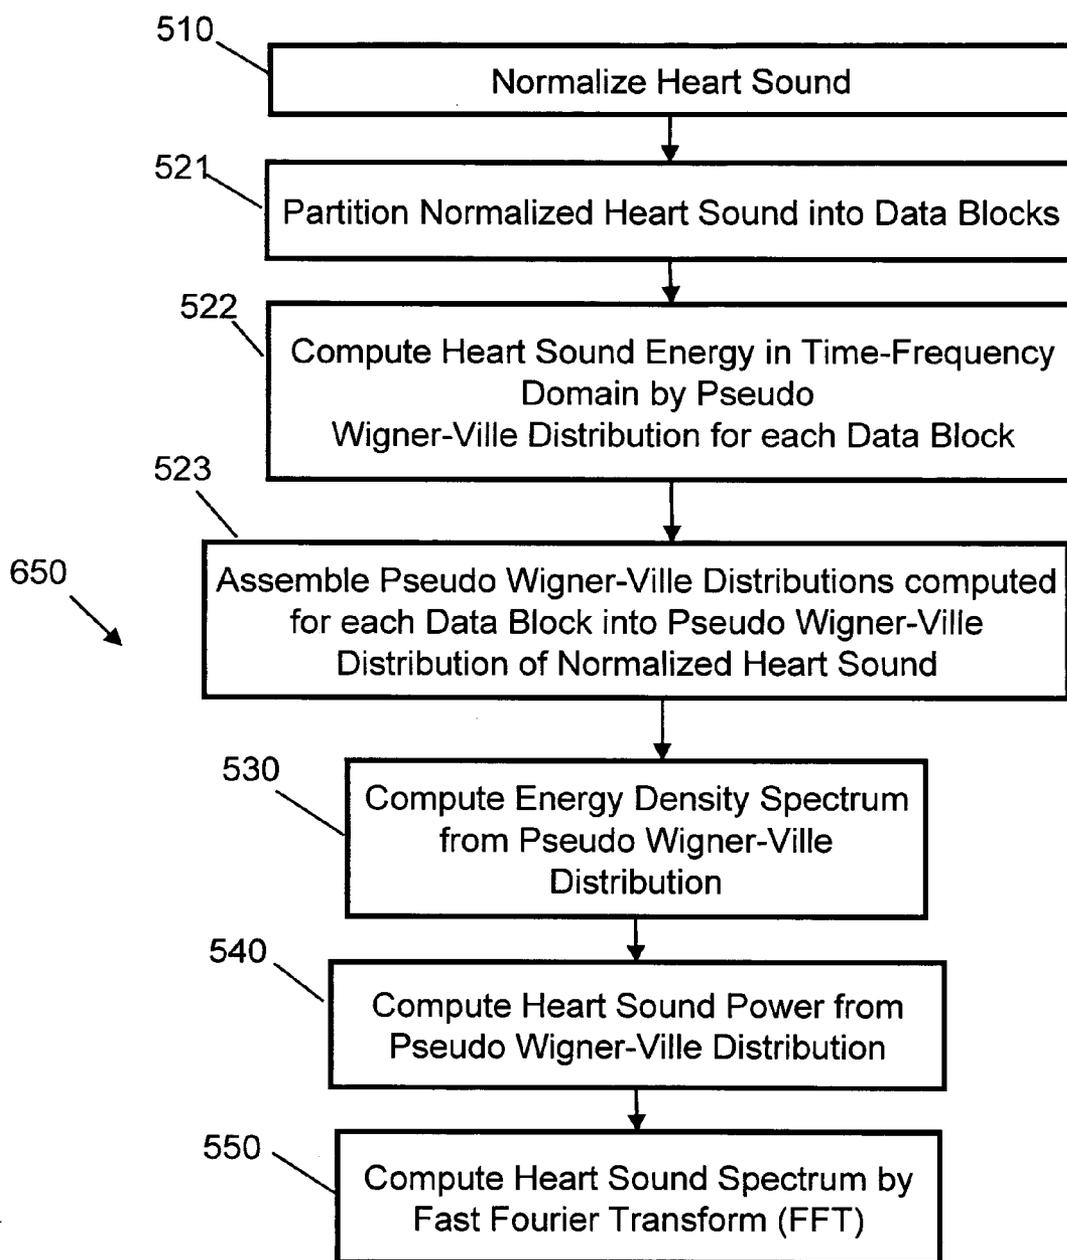 510
Normalize Heart Sound
521
Partition Normalized Heart Sound into Data Blocks
522
Compute Heart Sound Energy in Time-Frequency
Domain by Pseudo
Wigner-Ville Distribution for each Data Block
523
650
Assemble Pseudo Wigner-Ville Distributions computed
for each Data Block into Pseudo Wigner-Ville
Distribution of Normalized Heart Sound
530
Compute Energy Density Spectrum
from Pseudo Wigner-Ville
Distribution
540
Compute Heart Sound Power from
Pseudo Wigner-Ville Distribution
550
Compute Heart Sound Spectrum by
Fast Fourier Transform (FFT)